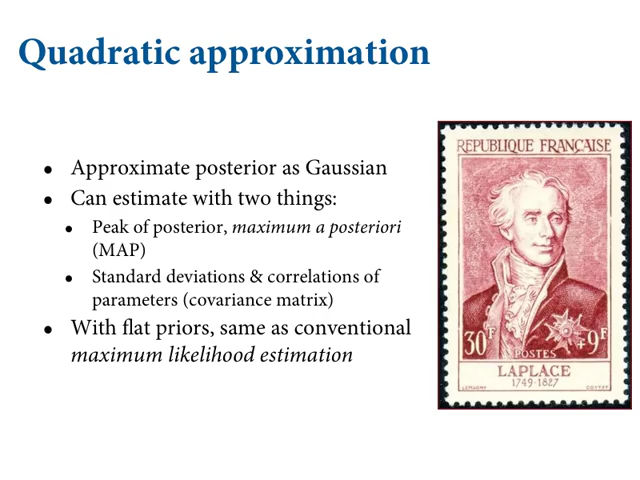 Quadratic approximation
• Approximate posterior as Gaussian
• Can estimate with two things:
• Peak of posterior, maximum a posteriori
(MAP)
• Standard deviations & correlations of
parameters (covariance matrix)
• With flat priors, same as conventional
maximum likelihood estimation
REPUBLIQUE FRANÇAISE
30F
+9F
POSTES
LAPLACE
1749-1827